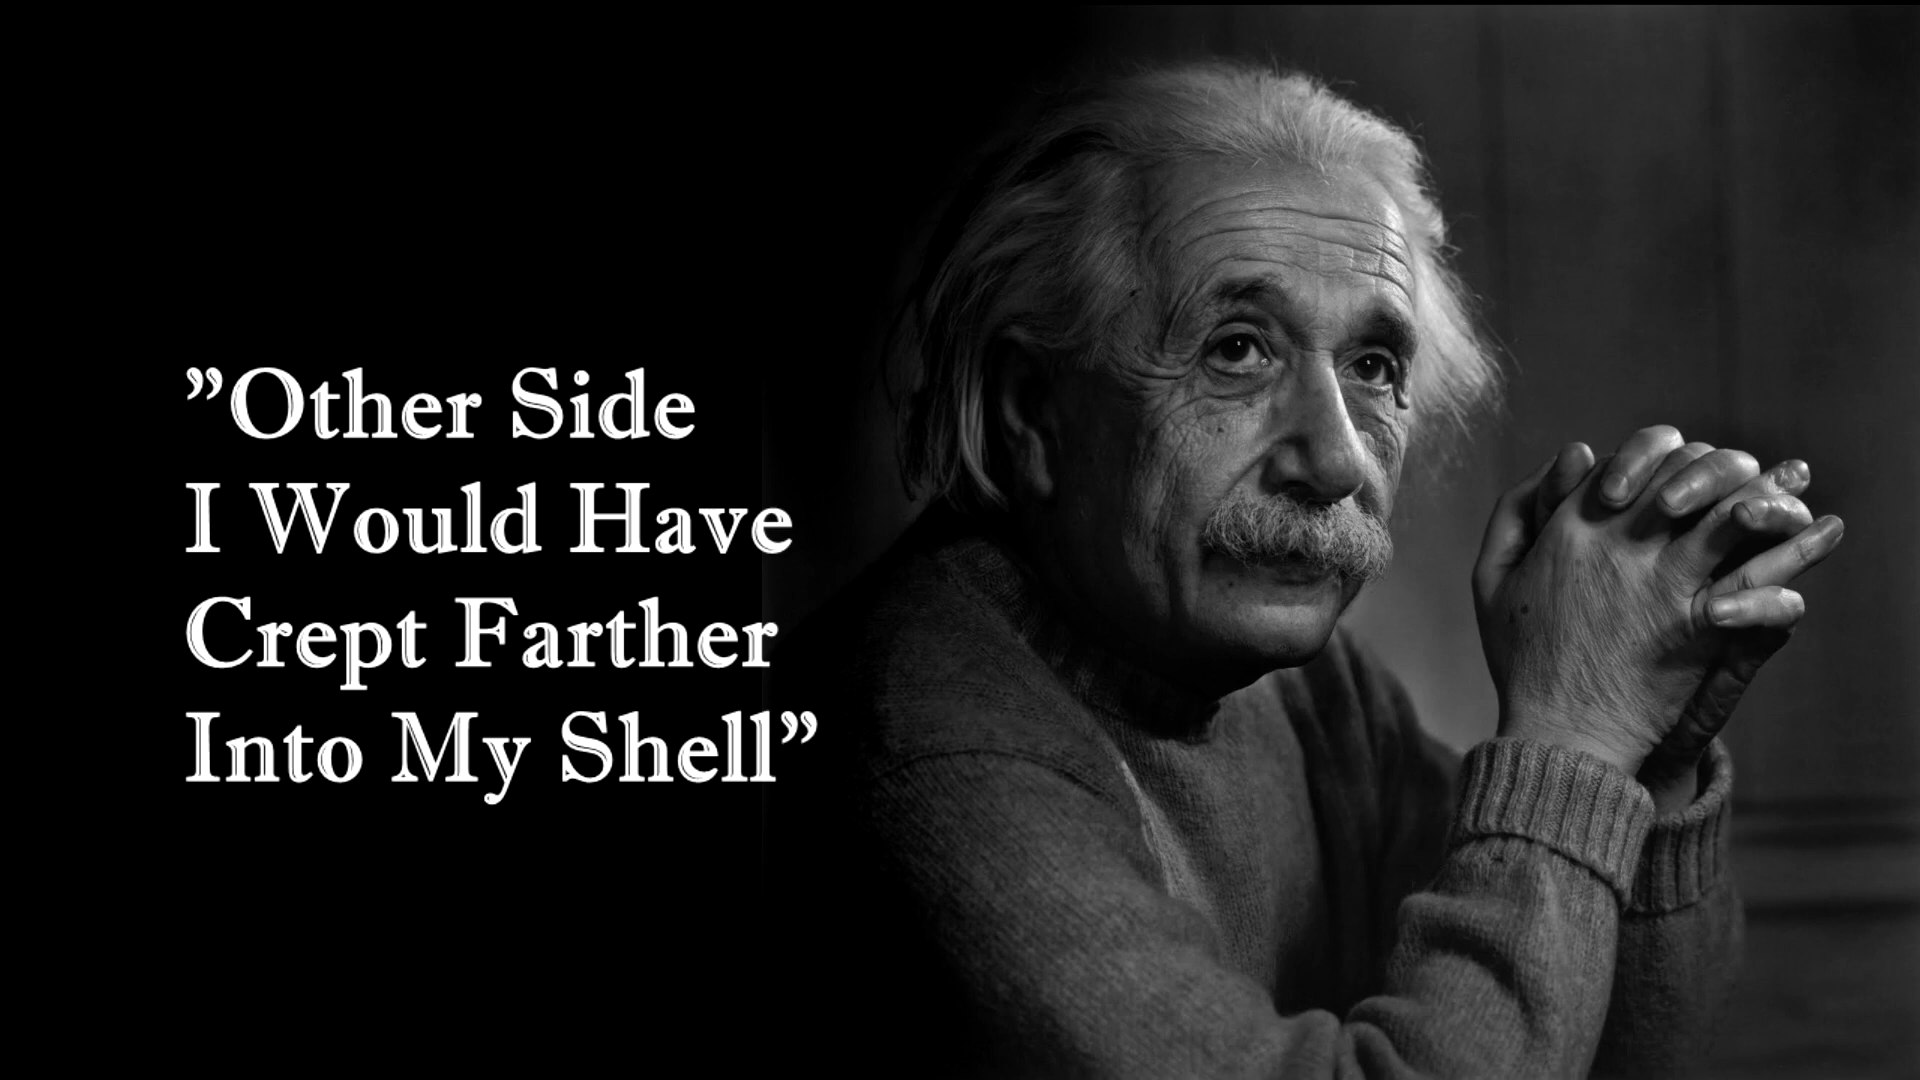 ”Other Side
I Would Have
Crept Farther
Into My Shell”